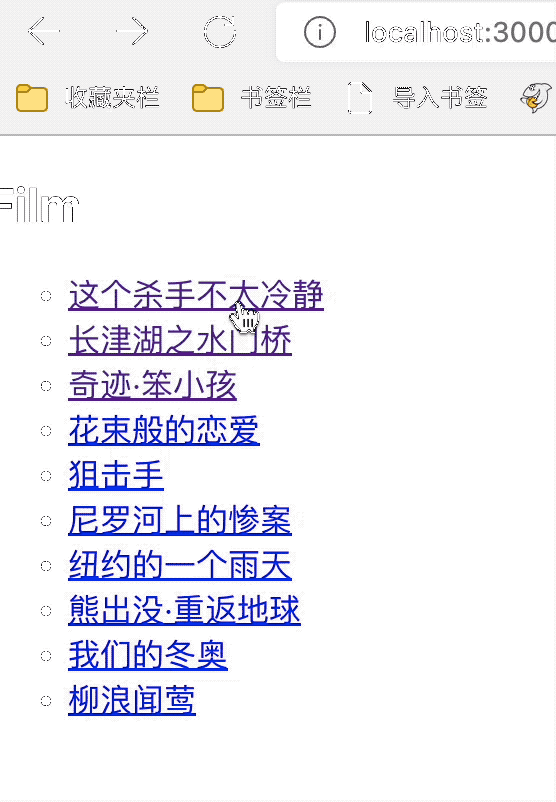 localhost:3000
收藏夹栏 书签栏 导入书签
Film
这个杀手不太冷静
长津湖之水门桥
奇迹·笨小孩
花束般的恋爱
狙击手
尼罗河上的惨案
纽约的一个雨天
熊出没·重返地球
我们的冬奥
柳浪闻莺